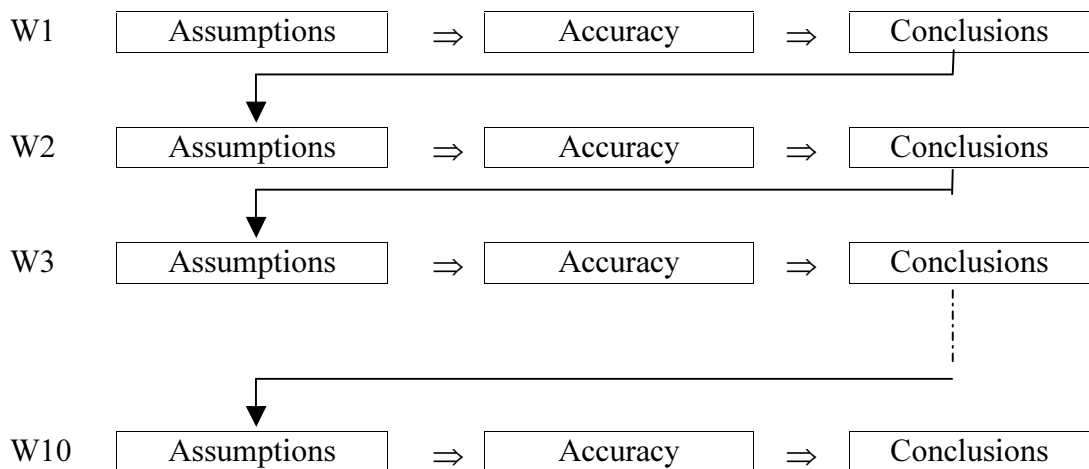 W1 Assumptions ⇒ Accuracy ⇒ Conclusions
W2 Assumptions ⇒ Accuracy ⇒ Conclusions
W3 Assumptions ⇒ Accuracy ⇒ Conclusions
W10 Assumptions ⇒ Accuracy ⇒ Conclusions